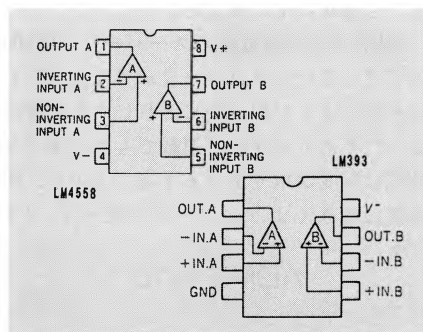 OUTPUT A 1
8 V+
INVERTING
INPUT A
2
A
- +
7 OUTPUT B
NON-
INVERTING
INPUT A
3
B
+ -
6 INVERTING
INPUT B
V- 4
5 NON-
INVERTING
INPUT B
LM4558
LM393
OUT.A
V-
A
- +
B
+ -
OUT.B
-IN.A
-IN.B
+IN.A
+IN.B
GND